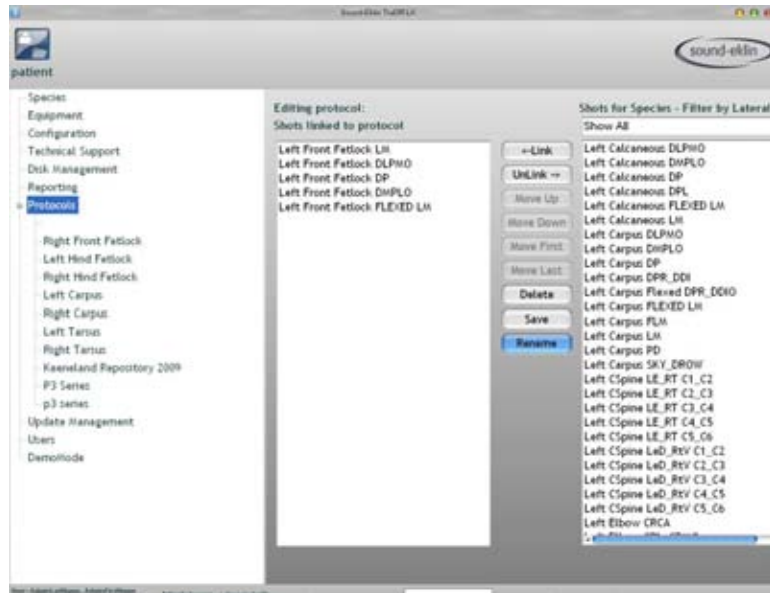 patient
sound-eklin
Species
Equipment
Configuration
Technical Support
Disk Management
Reporting
Protocols
Right Front Fetlock
Left Hind Fetlock
Right Hind Fetlock
Left Carpus
Right Carpus
Left Tarsus
Right Tarsus
Keeneland Repository 2009
P3 Series
p3 series
Update Management
Users
DemoMode
Editing protocol:
Shots linked to protocol
Left Front Fetlock LM
Left Front Fetlock DLPMO
Left Front Fetlock DP
Left Front Fetlock DMPLO
Left Front Fetlock FLEXED LM
←Link
UnLink →
Move Up
Move Down
Move First
Move Last
Delete
Save
Rename
Shots for Species - Filter by Lateral
Show All
Left Calcaneous DLPMO
Left Calcaneous DMPLO
Left Calcaneous DP
Left Calcaneous DPL
Left Calcaneous FLEXED LM
Left Calcaneous LM
Left Carpus DLPMO
Left Carpus DMPLO
Left Carpus DP
Left Carpus DPR_DDI
Left Carpus Flexed DPR_DDIO
Left Carpus FLEXED LM
Left Carpus FLM
Left Carpus LM
Left Carpus PD
Left Carpus SKY_DROW
Left CSpine LE_RT C1_C2
Left CSpine LE_RT C2_C3
Left CSpine LE_RT C3_C4
Left CSpine LE_RT C4_C5
Left CSpine LE_RT C5_C6
Left CSpine LeD_RtV C1_C2
Left CSpine LeD_RtV C2_C3
Left CSpine LeD_RtV C3_C4
Left CSpine LeD_RtV C4_C5
Left CSpine LeD_RtV C5_C6
Left Elbow CRCA